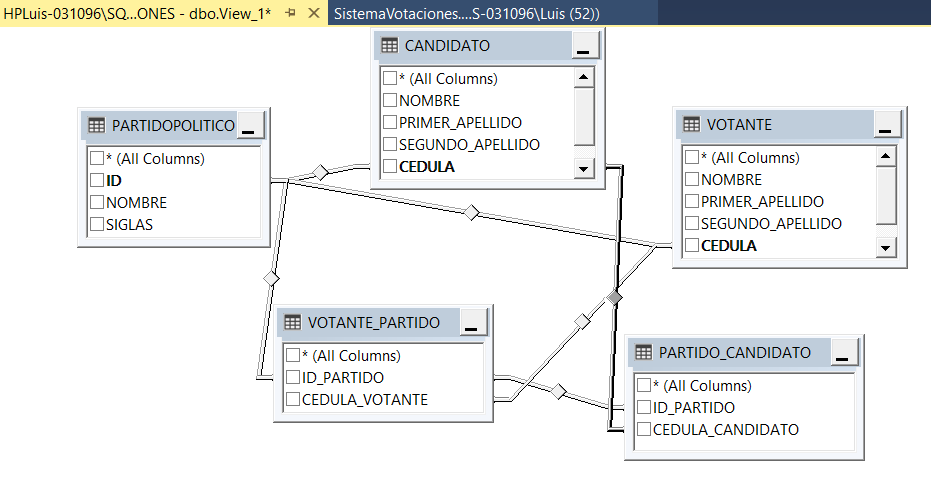 HPLuis-031096\SQ...ONES - dbo.View_1*
SistemaVotaciones....S-031096\Luis (52))
CANDIDATO
* (All Columns)
NOMBRE
PRIMER_APELLIDO
SEGUNDO_APELLIDO
CEDULA
PARTIDOPOLITICO
* (All Columns)
ID
NOMBRE
SIGLAS
VOTANTE
* (All Columns)
NOMBRE
PRIMER_APELLIDO
SEGUNDO_APELLIDO
CEDULA
VOTANTE_PARTIDO
* (All Columns)
ID_PARTIDO
CEDULA_VOTANTE
PARTIDO_CANDIDATO
* (All Columns)
ID_PARTIDO
CEDULA_CANDIDATO